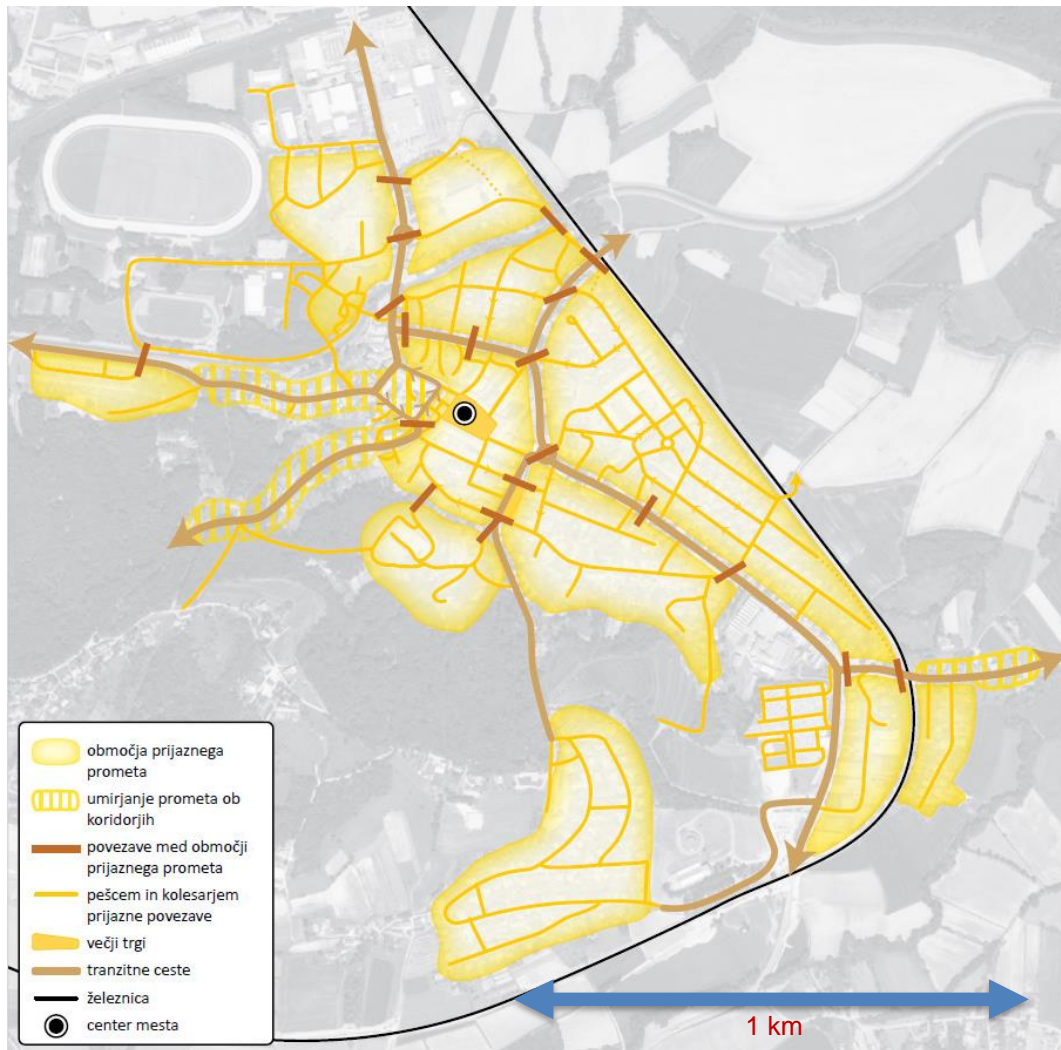 območja prijaznega
prometa
umirjanje prometa ob
koridorjih
povezave med območji
prijaznega prometa
pešcem in kolesarjem
prijazne povezave
večji trgi
tranzitne ceste
železnica
center mesta
1 km